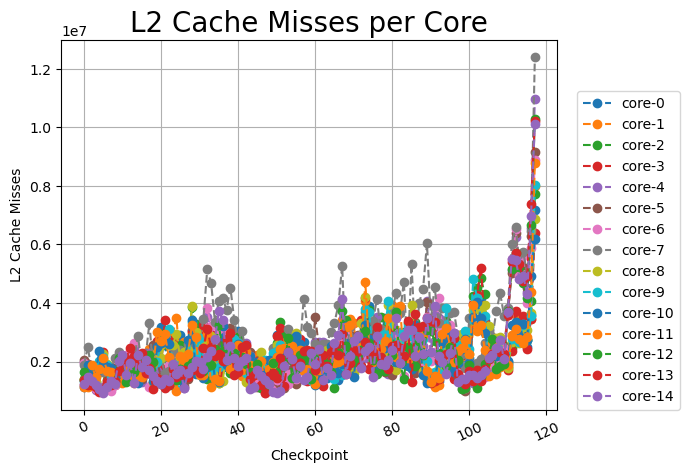 L2 Cache Misses per Core
1e7
1.2
1.0
0.8
0.6
0.4
0.2
L2 Cache Misses
0
20
40
60
80
100
120
Checkpoint
core-0
core-1
core-2
core-3
core-4
core-5
core-6
core-7
core-8
core-9
core-10
core-11
core-12
core-13
core-14